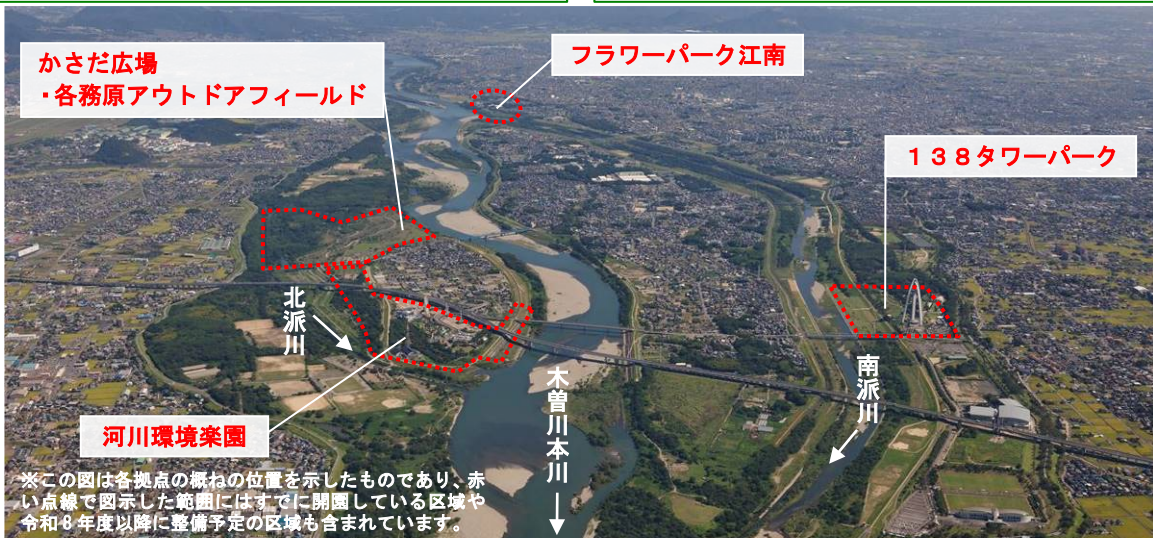 かさだ広場
・各務原アウトドアフィールド
フラワーパーク江南
１３８タワーパーク
北派川
木曽川本川
南派川
河川環境楽園
※この図は各拠点の概ねの位置を示したものであり、赤
い点線で図示した範囲にはすでに開園している区域や
令和８年度以降に整備予定の区域も含まれています。